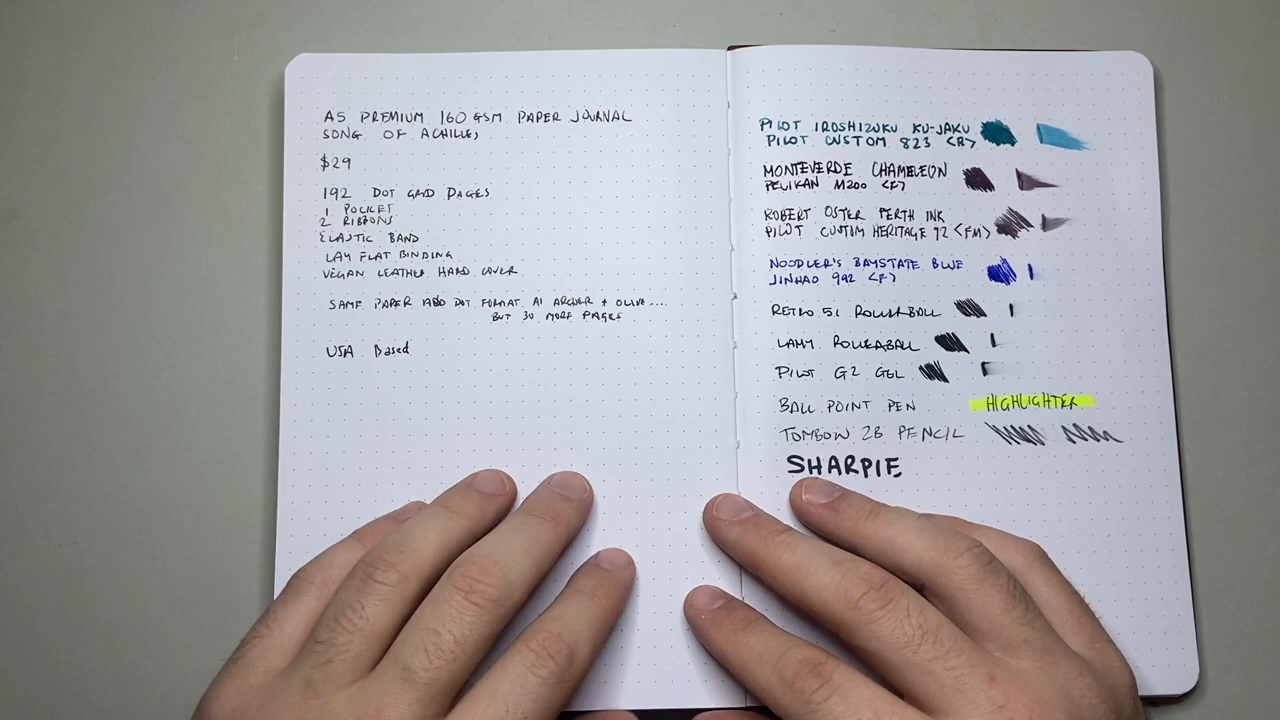 A5 PREMIUM 160 GSM PAPER JOURNAL
SONG OF ACHILLES
$29
192 DOT GRID PAGES
1 POCKET
2 RIBBONS
ELASTIC BAND
LAY FLAT BINDING
VEGAN LEATHER HARD COVER
SAME PAPER AND DOT FORMAT AS ARCHER + OLIVE....
BUT 30 MORE PAGES
USA Based
PILOT IROSHIZUKU KU-JAKU
PILOT CUSTOM 823 <B>
MONTEVERDE CHAMELEON
PELIKAN M200 <F>
ROBERT OSTER PERTH INK
PILOT CUSTOM HERITAGE 92 <FM>
NOODLER'S BAYSTATE BLUE
JINHAO 992 <F>
RETRO 51 ROLLERBALL
LAMY ROLLERBALL
PILOT G2 GEL
BALL POINT PEN HIGHLIGHTER
TOMBOW 2B PENCIL
SHARPIE